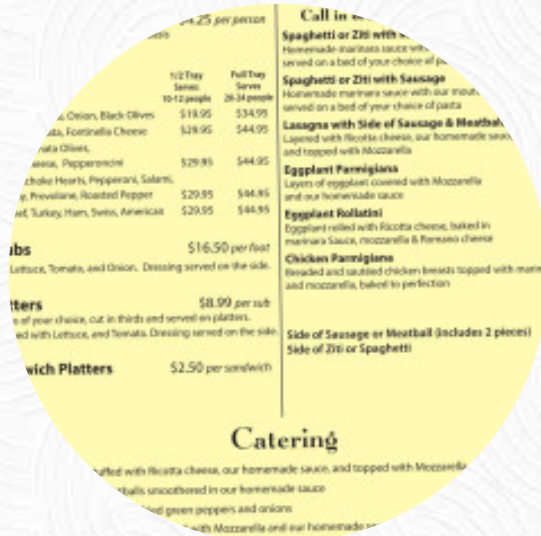 $4.25 per person
1/2 Tray Full Tray
Serves Serves
10-12 people 20-24 people
Onion, Black Olives $19.95 $34.95
Fontinella Cheese $29.95 $44.95
Olives,
Pepperoncini $29.95 $44.95
Hearts, Pepperoni, Salami,
Provolone, Roasted Pepper $29.95 $44.95
Turkey, Ham, Swiss, American $29.95 $44.95
$16.50 per foot
Lettuce, Tomato, and Onion. Dressing served on the side.
$8.99 per sub
of your choice, cut in thirds and served on platters.
with Lettuce, and Tomato. Dressing served on the side.
Platters $2.50 per sandwich
Call in
Spaghetti or Ziti with
Homemade marinara sauce with
served on a bed of your choice of
Spaghetti or Ziti with Sausage
Homemade marinara sauce with our
served on a bed of your choice of pasta
Lasagna with Side of Sausage &
Layered with Ricotta cheese, our homemade
and topped with Mozzarella
Eggplant Parmigiana
Layers of eggplant covered with Mozzarella
and our homemade sauce
Eggplant Rollatini
Eggplant rolled with Ricotta cheese, baked in
marinara Sauce, mozzarella & Romano cheese
Chicken Parmigiana
Breaded and sautéed chicken breasts topped with
and mozzarella, baked to perfection
Side of Sausage or Meatball (includes 2 pieces)
Side of Ziti or Spaghetti
Catering
with Ricotta cheese, our homemade sauce, and topped with Mozzarella
smoothered in our homemade sauce
green peppers and onions
with Mozzarella and our homemade